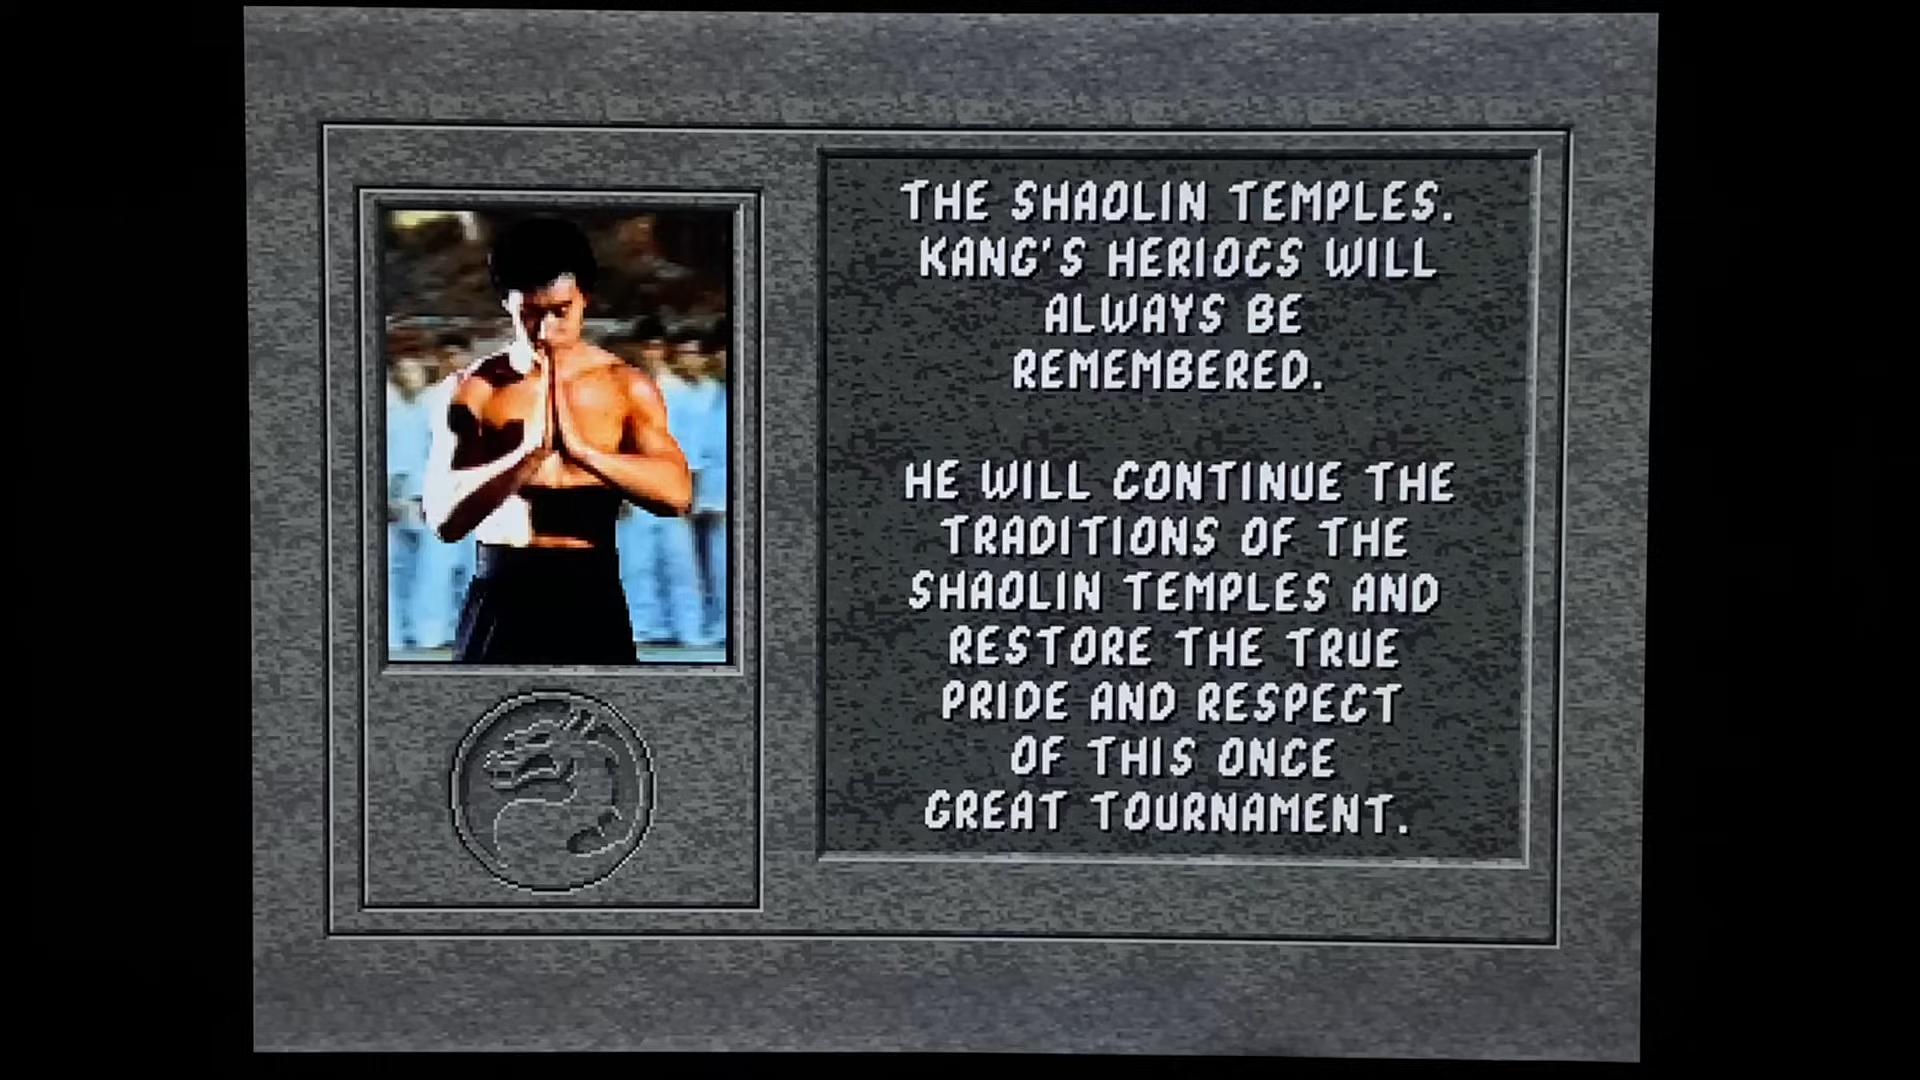 THE SHAOLIN TEMPLES.
KANG'S HERIOCS WILL
ALWAYS BE
REMEMBERED.
HE WILL CONTINUE THE
TRADITIONS OF THE
SHAOLIN TEMPLES AND
RESTORE THE TRUE
PRIDE AND RESPECT
OF THIS ONCE
GREAT TOURNAMENT.